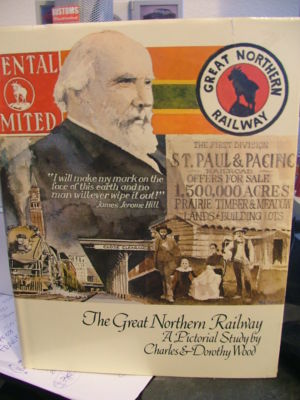 CUSTOMS
ENTAL
MITED
GREAT NORTHERN
RAILWAY
THE FIRST DIVISION
ST. PAUL & PACIFIC
RAILROAD
OFFERS FOR SALE
1,500,000 ACRES
PRAIRIE TIMBER & MEADOW
LANDS & BUILDING LOTS
"I will make my mark on the
face of this earth and no
man will ever wipe it out!"
James Jerome Hill
The Great Northern Railway
A Pictorial Study by
Charles & Dorothy Wood